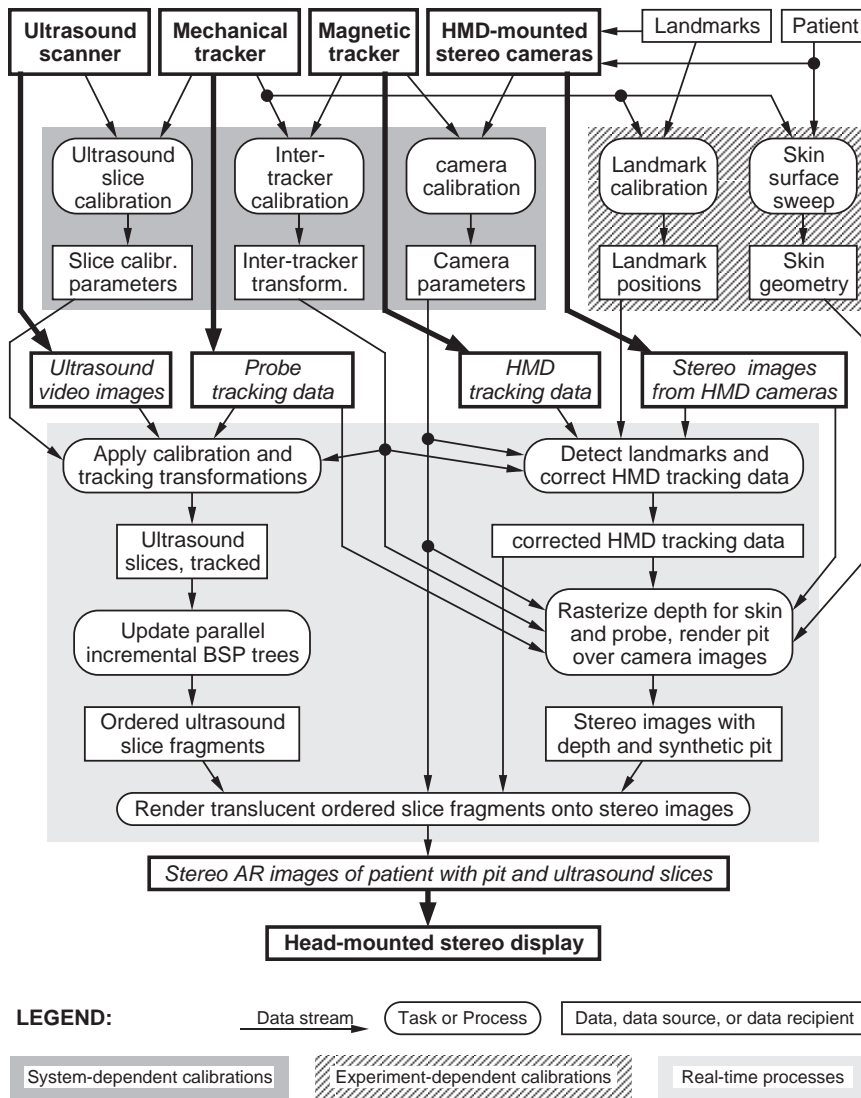 Ultrasound
scanner
Mechanical
tracker
Magnetic
tracker
HMD-mounted
stereo cameras
Landmarks
Patient
Ultrasound
slice
calibration
Inter-
tracker
calibration
camera
calibration
Landmark
calibration
Skin
surface
sweep
Slice calibr.
parameters
Inter-tracker
transform.
Camera
parameters
Landmark
positions
Skin
geometry
Ultrasound
video images
Probe
tracking data
HMD
tracking data
Stereo images
from HMD cameras
Apply calibration and
tracking transformations
Detect landmarks and
correct HMD tracking data
Ultrasound
slices, tracked
corrected HMD tracking data
Update parallel
incremental BSP trees
Rasterize depth for skin
and probe, render pit
over camera images
Ordered ultrasound
slice fragments
Stereo images with
depth and synthetic pit
Render translucent ordered slice fragments onto stereo images
Stereo AR images of patient with pit and ultrasound slices
Head-mounted stereo display
LEGEND:
Data stream
Task or Process
Data, data source, or data recipient
System-dependent calibrations
Experiment-dependent calibrations
Real-time processes